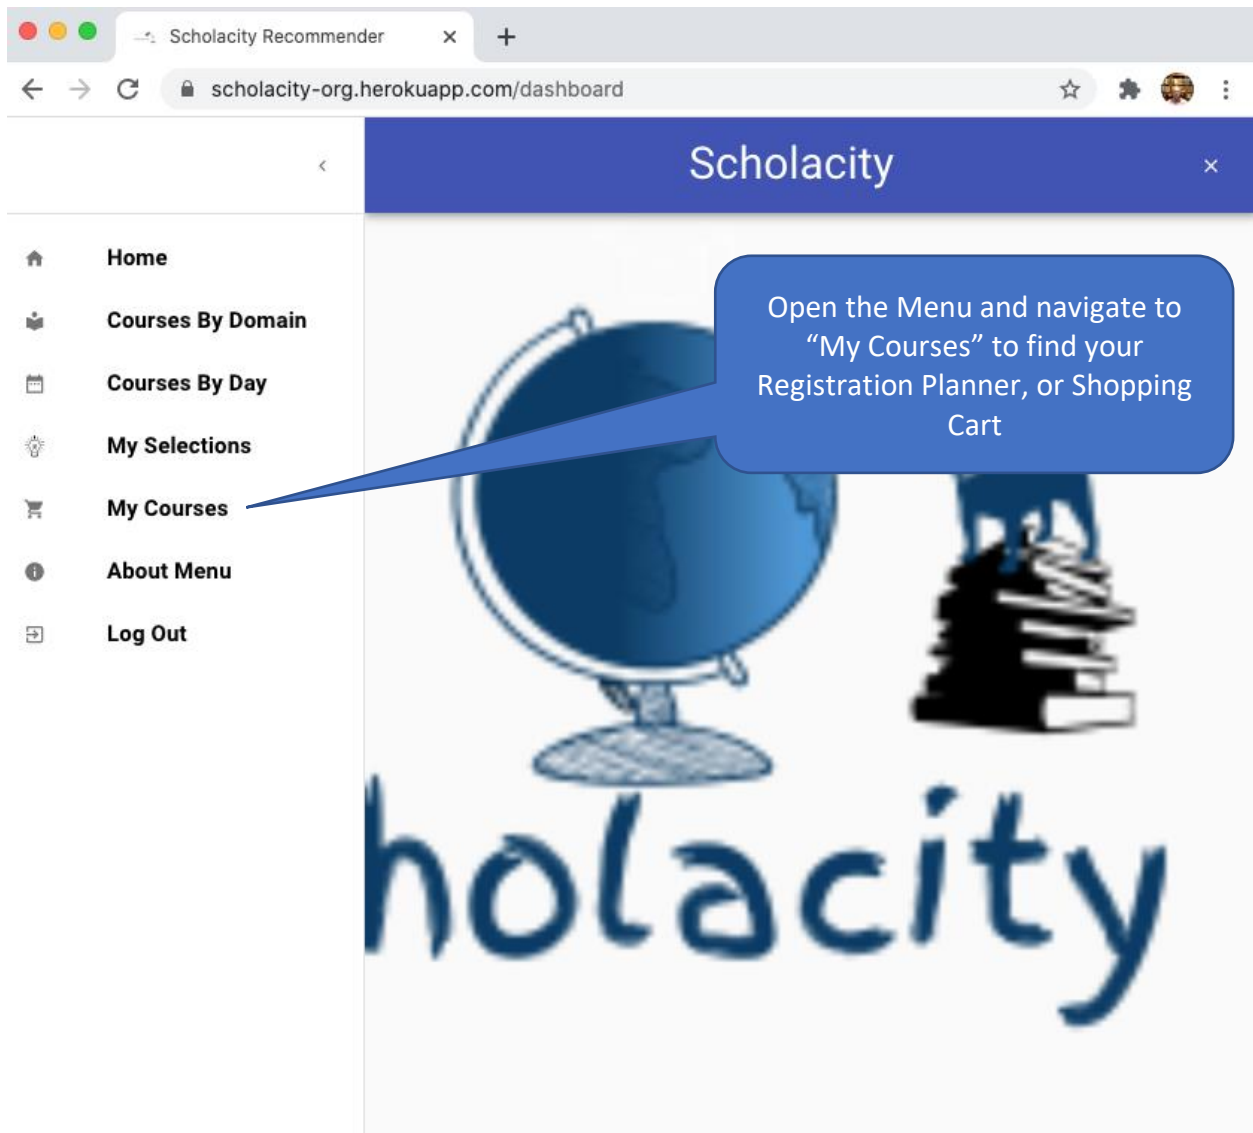 Scholacity Recommender
scholacity-org.herokuapp.com/dashboard
Scholacity
Home
Courses By Domain
Courses By Day
My Selections
My Courses
About Menu
Log Out
Open the Menu and navigate to
“My Courses” to find your
Registration Planner, or Shopping
Cart
holacity